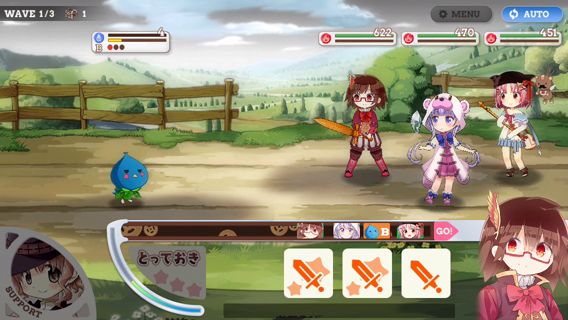 WAVE 1/3 1
MENU
AUTO
4
B
622
470
451
B
GO!
とっておき
SUPPORT